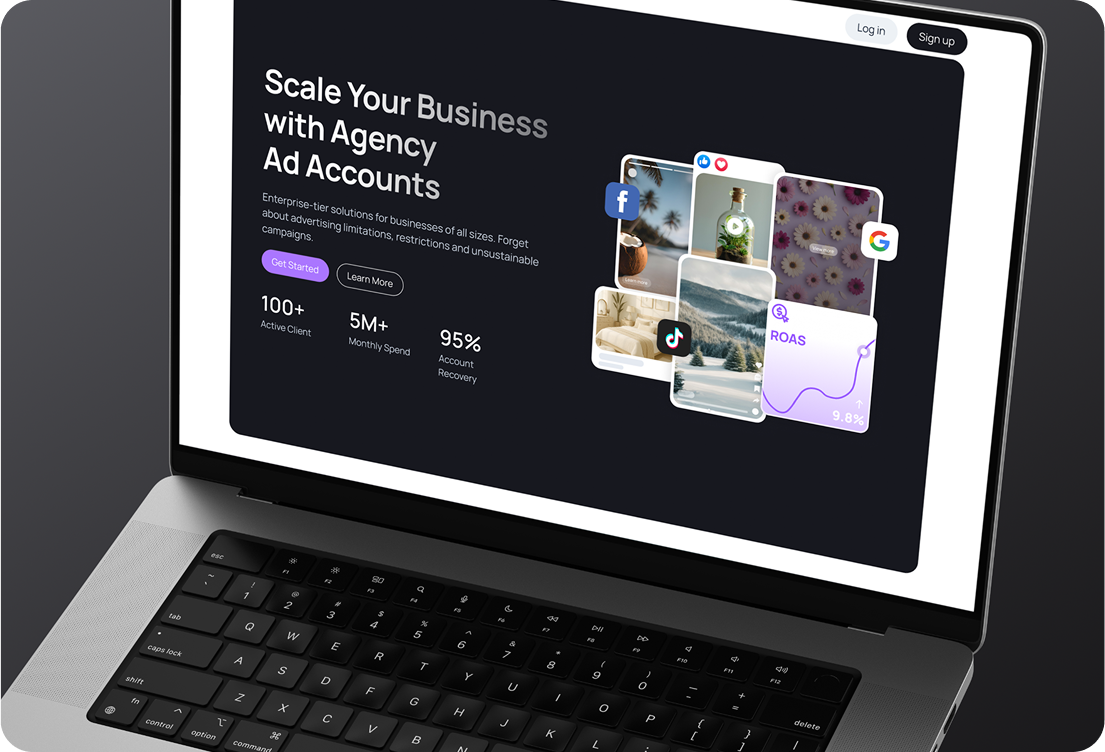 Log in
Sign up
Scale Your Business
with Agency
Ad Accounts
Enterprise-tier solutions for businesses of all sizes. Forget
about advertising limitations, restrictions and unsustainable
campaigns.
Get Started
Learn More
100+
Active Client
5M+
Monthly Spend
95%
Account
Recovery
f
G
Learn more
ROAS
9.8%
esc
F1
F2
F3
F4
F5
F6
F7
F8
F9
F10
F11
F12
~
`
! 1
@ 2
# 3
$ 4
% 5
^ 6
& 7
* 8
( 9
) 0
_ -
+ =
delete
tab
Q W E R T Y U I O P { [ } ] | \
caps lock
A S D F G H J K L : ;
shift
Z X C V B N
fn
control
option
command